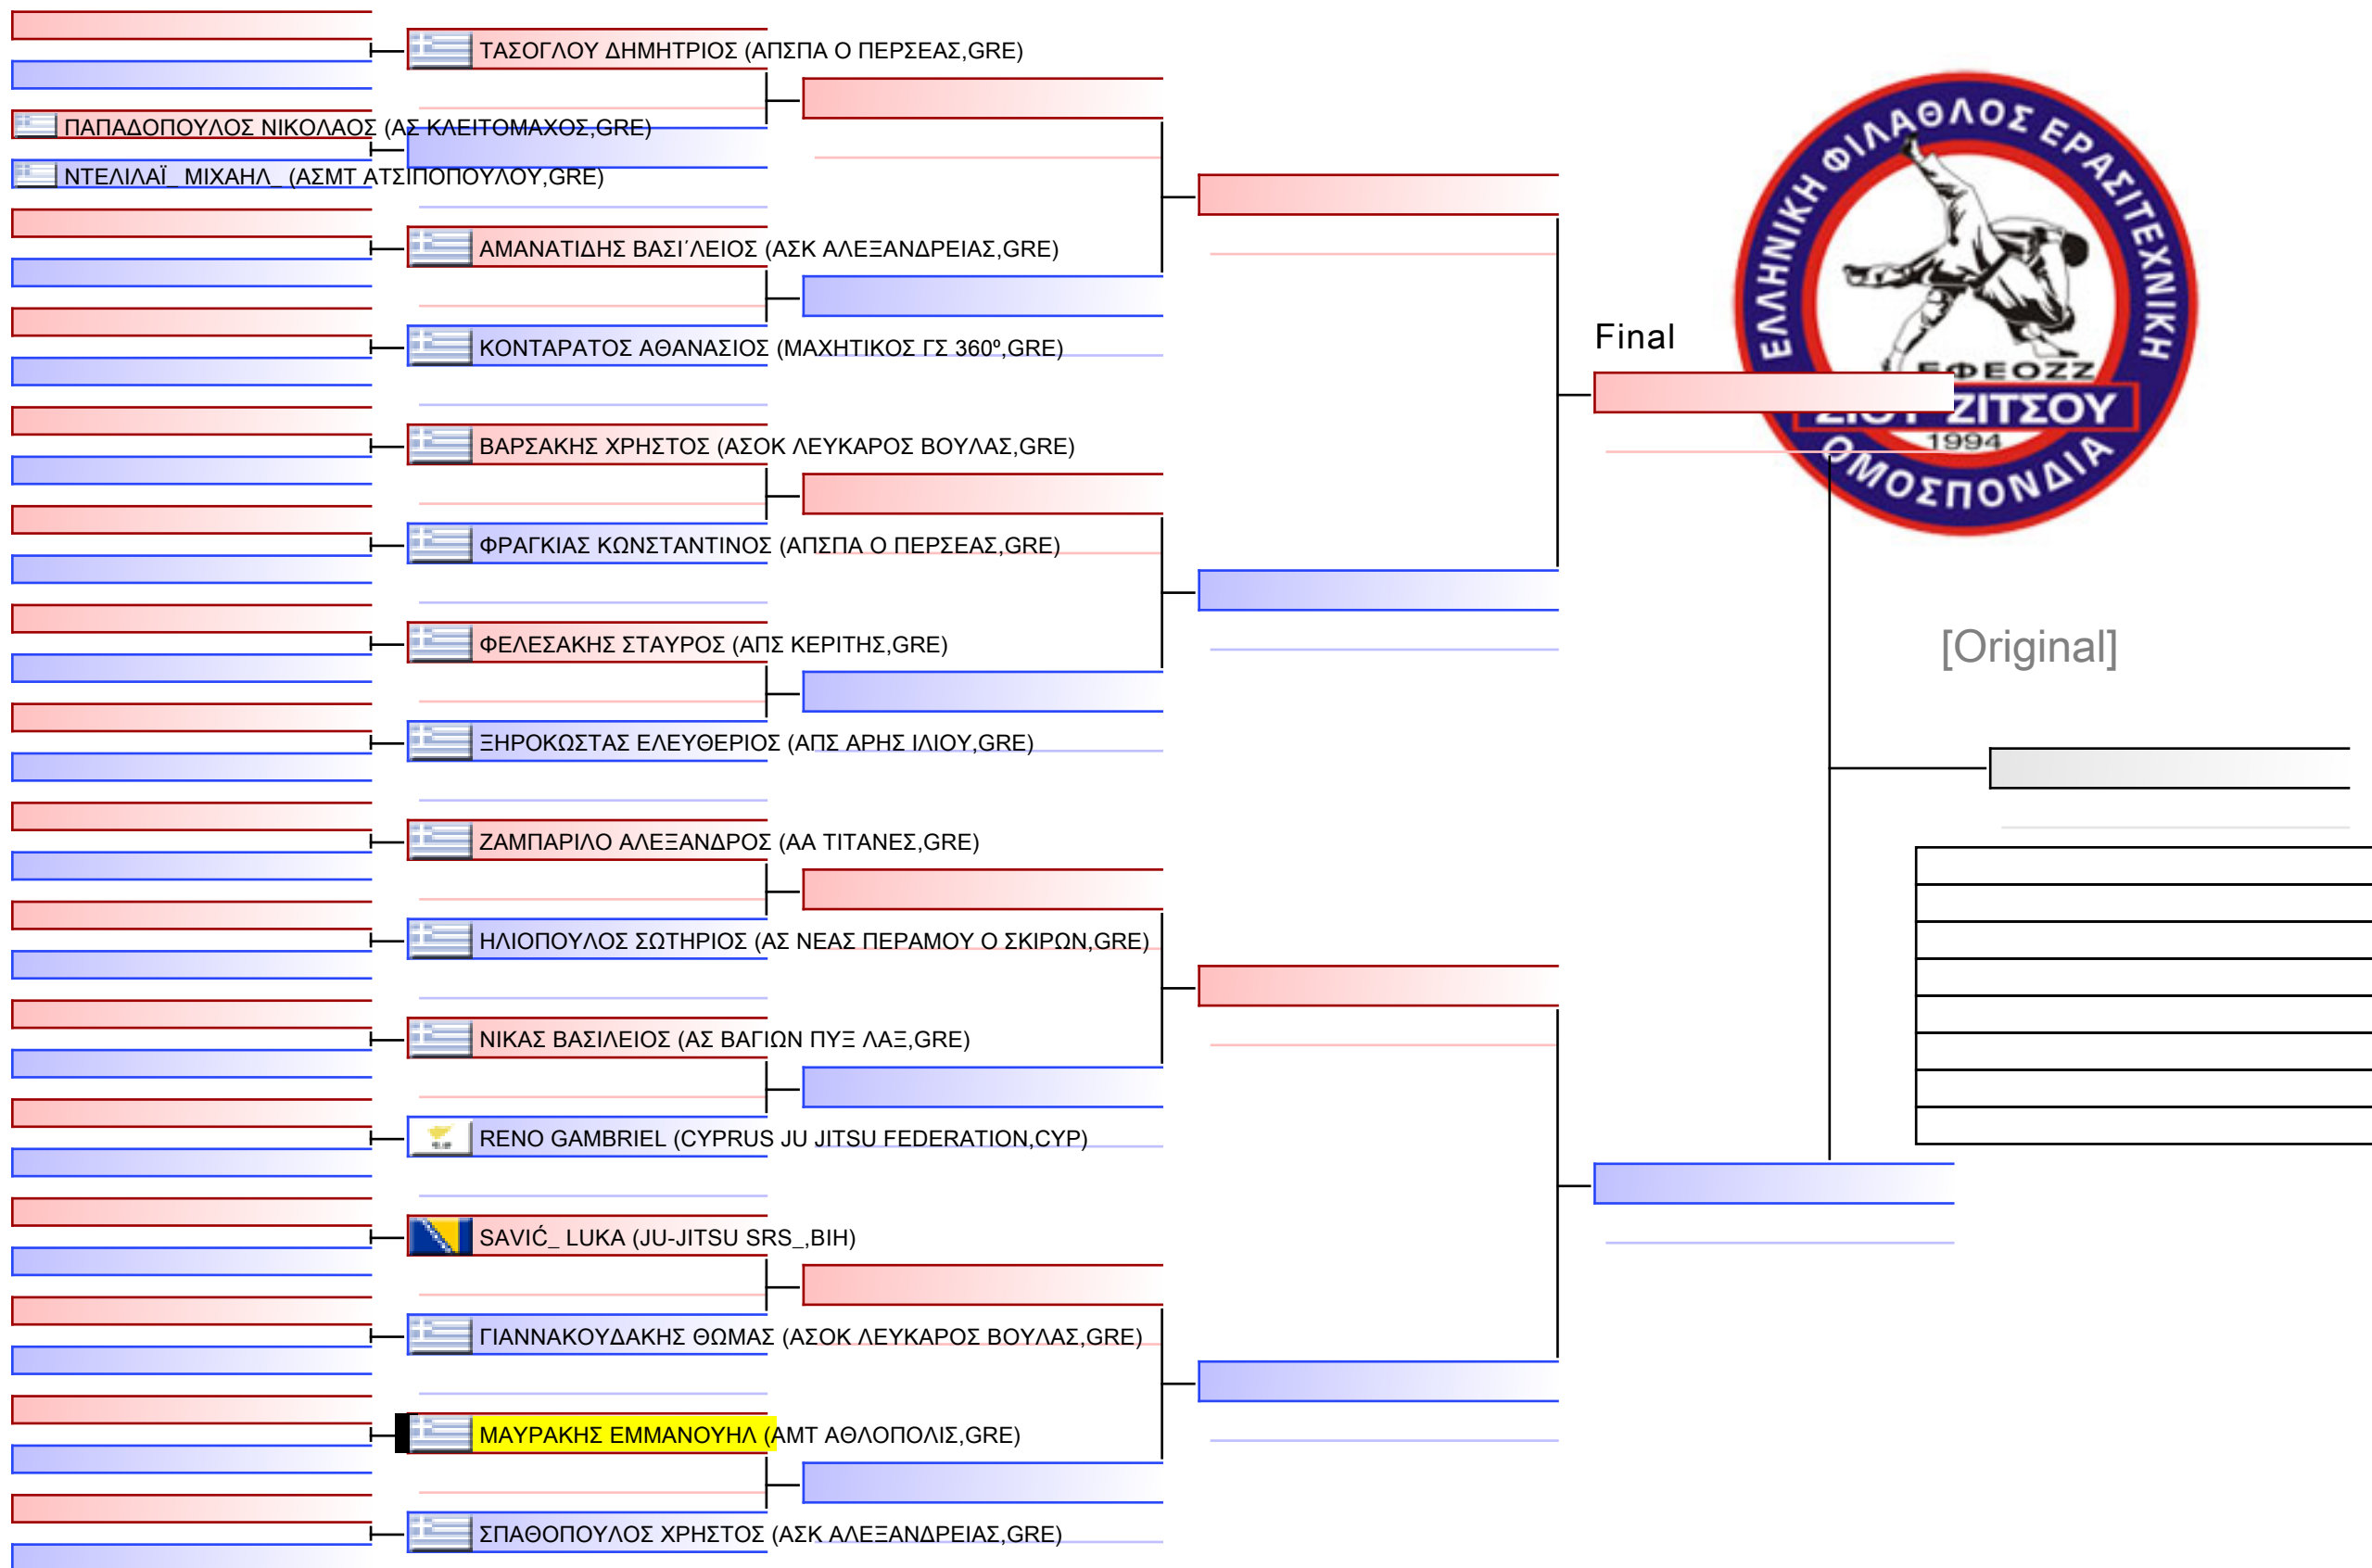 ΤΑΣΟΓΛΟΥ ΔΗΜΗΤΡΙΟΣ (ΑΠΣΠΑ Ο ΠΕΡΣΕΑΣ,GRE)
ΠΑΠΑΔΟΠΟΥΛΟΣ ΝΙΚΟΛΑΟΣ (ΑΣ ΚΛΕΙΤΟΜΑΧΟΣ,GRE)
ΝΤΕΛΙΛΑΪ_ ΜΙΧΑΗΛ_ (ΑΣΜΤ ΑΤΣΙΠΟΠΟΥΛΟΥ,GRE)
ΑΜΑΝΑΤΙΔΗΣ ΒΑΣΙ΄ΛΕΙΟΣ (ΑΣΚ ΑΛΕΞΑΝΔΡΕΙΑΣ,GRE)
ΚΟΝΤΑΡΑΤΟΣ ΑΘΑΝΑΣΙΟΣ (ΜΑΧΗΤΙΚΟΣ ΓΣ 360º,GRE)
ΒΑΡΣΑΚΗΣ ΧΡΗΣΤΟΣ (ΑΣΟΚ ΛΕΥΚΑΡΟΣ ΒΟΥΛΑΣ,GRE)
ΦΡΑΓΚΙΑΣ ΚΩΝΣΤΑΝΤΙΝΟΣ (ΑΠΣΠΑ Ο ΠΕΡΣΕΑΣ,GRE)
ΦΕΛΕΣΑΚΗΣ ΣΤΑΥΡΟΣ (ΑΠΣ ΚΕΡΙΤΗΣ,GRE)
ΞΗΡΟΚΩΣΤΑΣ ΕΛΕΥΘΕΡΙΟΣ (ΑΠΣ ΑΡΗΣ ΙΛΙΟΥ,GRE)
ΖΑΜΠΑΡΙΛΟ ΑΛΕΞΑΝΔΡΟΣ (ΑΑ ΤΙΤΑΝΕΣ,GRE)
ΗΛΙΟΠΟΥΛΟΣ ΣΩΤΗΡΙΟΣ (ΑΣ ΝΕΑΣ ΠΕΡΑΜΟΥ Ο ΣΚΙΡΩΝ,GRE)
ΝΙΚΑΣ ΒΑΣΙΛΕΙΟΣ (ΑΣ ΒΑΓΙΩΝ ΠΥΞ ΛΑΞ,GRE)
RENO GAMBRIEL (CYPRUS JU JITSU FEDERATION,CYP)
SAVIĆ_ LUKA (JU-JITSU SRS_,BIH)
ΓΙΑΝΝΑΚΟΥΔΑΚΗΣ ΘΩΜΑΣ (ΑΣΟΚ ΛΕΥΚΑΡΟΣ ΒΟΥΛΑΣ,GRE)
ΜΑΥΡΑΚΗΣ ΕΜΜΑΝΟΥΗΛ (ΑΜΤ ΑΘΛΟΠΟΛΙΣ,GRE)
ΣΠΑΘΟΠΟΥΛΟΣ ΧΡΗΣΤΟΣ (ΑΣΚ ΑΛΕΞΑΝΔΡΕΙΑΣ,GRE)
Final
ΕΛΛΗΝΙΚΗ ΦΙΛΑΘΛΟΣ ΕΡΑΣΙΤΕΧΝΙΚΗ
ΕΦΕΟΖΖ
ΖΙΟΥ ΖΙΤΣΟΥ
1994
ΟΜΟΣΠΟΝΔΙΑ
[Original]